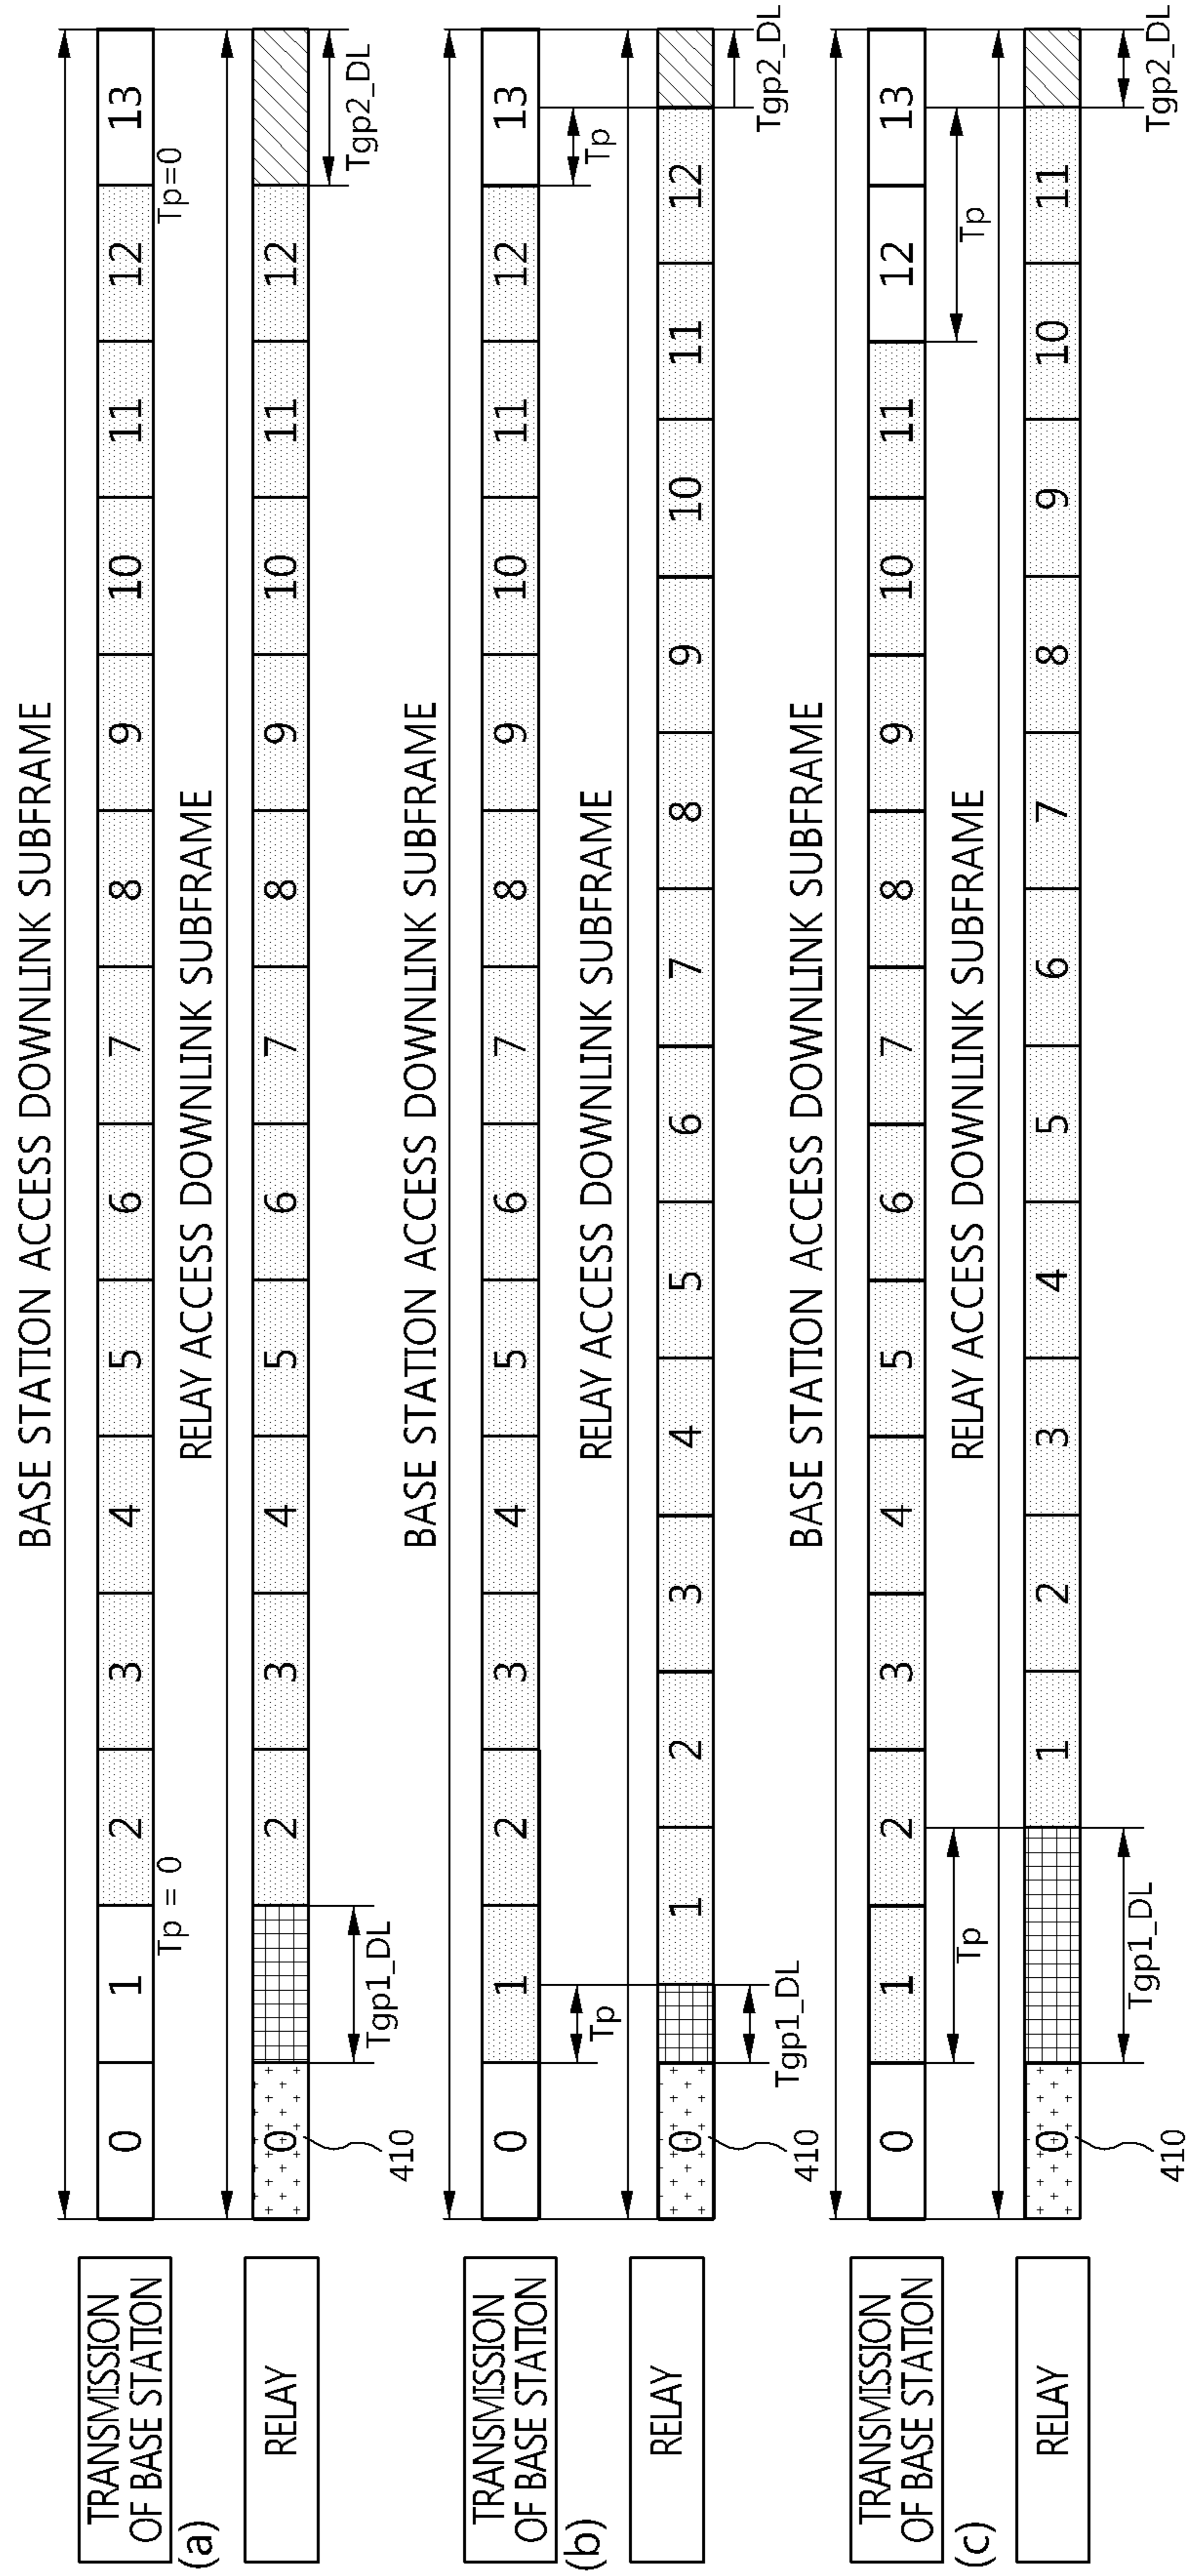 BASE STATION ACCESS DOWNLINK SUBFRAME
TRANSMISSION
OF BASE STATION
0 1 2 3 4 5 6 7 8 9 10 11 12 13
Tp = 0 Tp=0
(a)
RELAY ACCESS DOWNLINK SUBFRAME
RELAY
0 2 3 4 5 6 7 8 9 10 11 12
Tgp1_DL Tgp2_DL
410
BASE STATION ACCESS DOWNLINK SUBFRAME
TRANSMISSION
OF BASE STATION
0 1 2 3 4 5 6 7 8 9 10 11 12 13
(b)
Tp Tp
RELAY ACCESS DOWNLINK SUBFRAME
RELAY
0 1 2 3 4 5 6 7 8 9 10 11 12
Tgp1_DL Tgp2_DL
410
BASE STATION ACCESS DOWNLINK SUBFRAME
TRANSMISSION
OF BASE STATION
0 1 2 3 4 5 6 7 8 9 10 11 12 13
(c)
Tp Tp
RELAY ACCESS DOWNLINK SUBFRAME
RELAY
0 1 2 3 4 5 6 7 8 9 10 11
Tgp1_DL Tgp2_DL
410